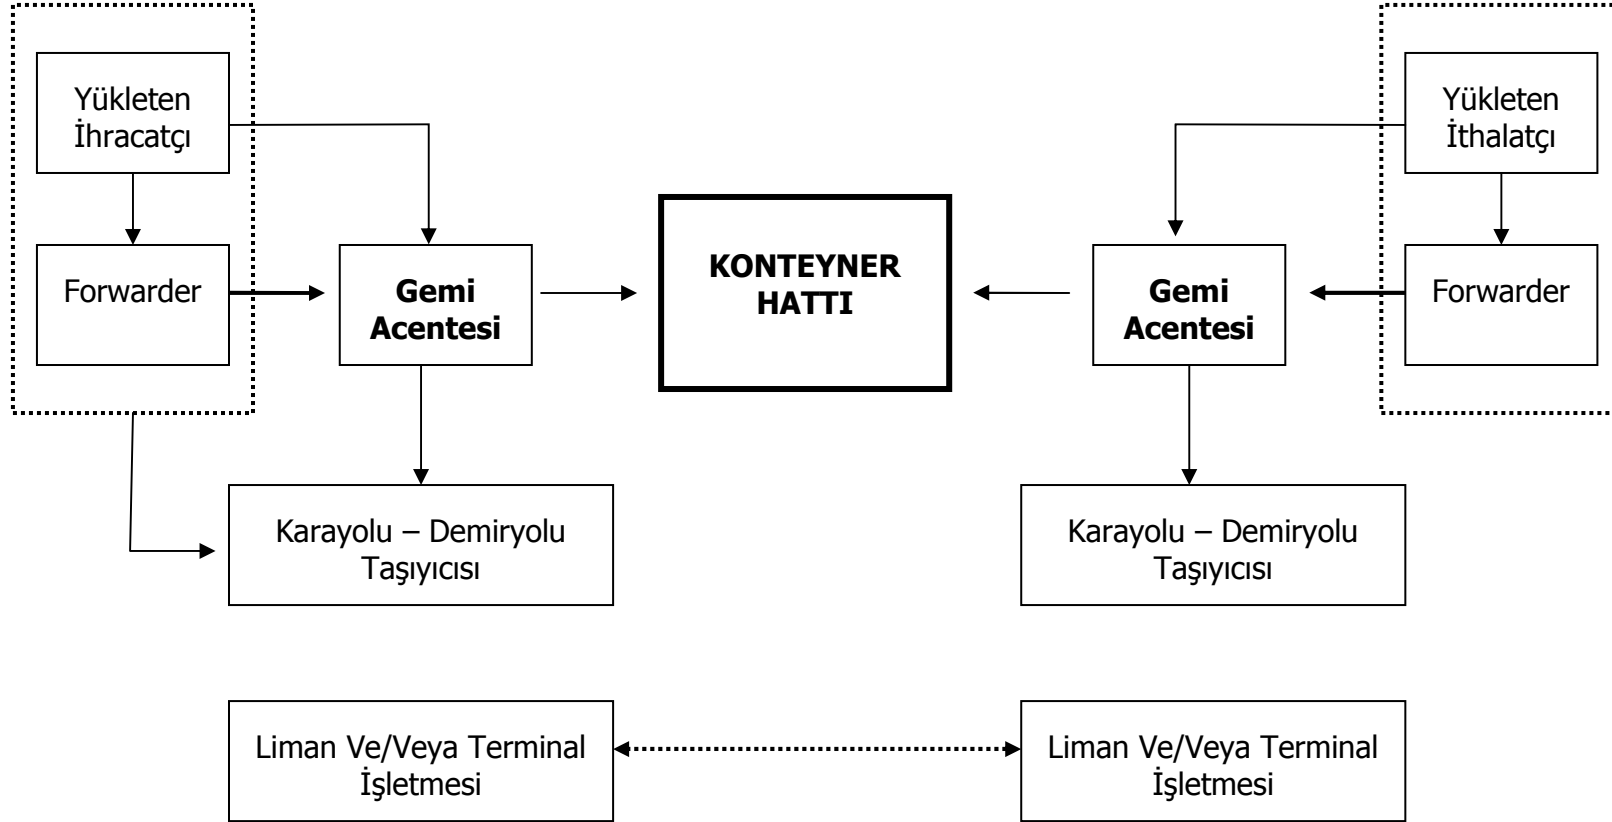 Yükleten
İhracatçı
Yükleten
İthalatçı
Forwarder
Gemi
Acentesi
KONTEYNER
HATTI
Gemi
Acentesi
Forwarder
Karayolu – Demiryolu
Taşıyıcısı
Karayolu – Demiryolu
Taşıyıcısı
Liman Ve/Veya Terminal
İşletmesi
Liman Ve/Veya Terminal
İşletmesi